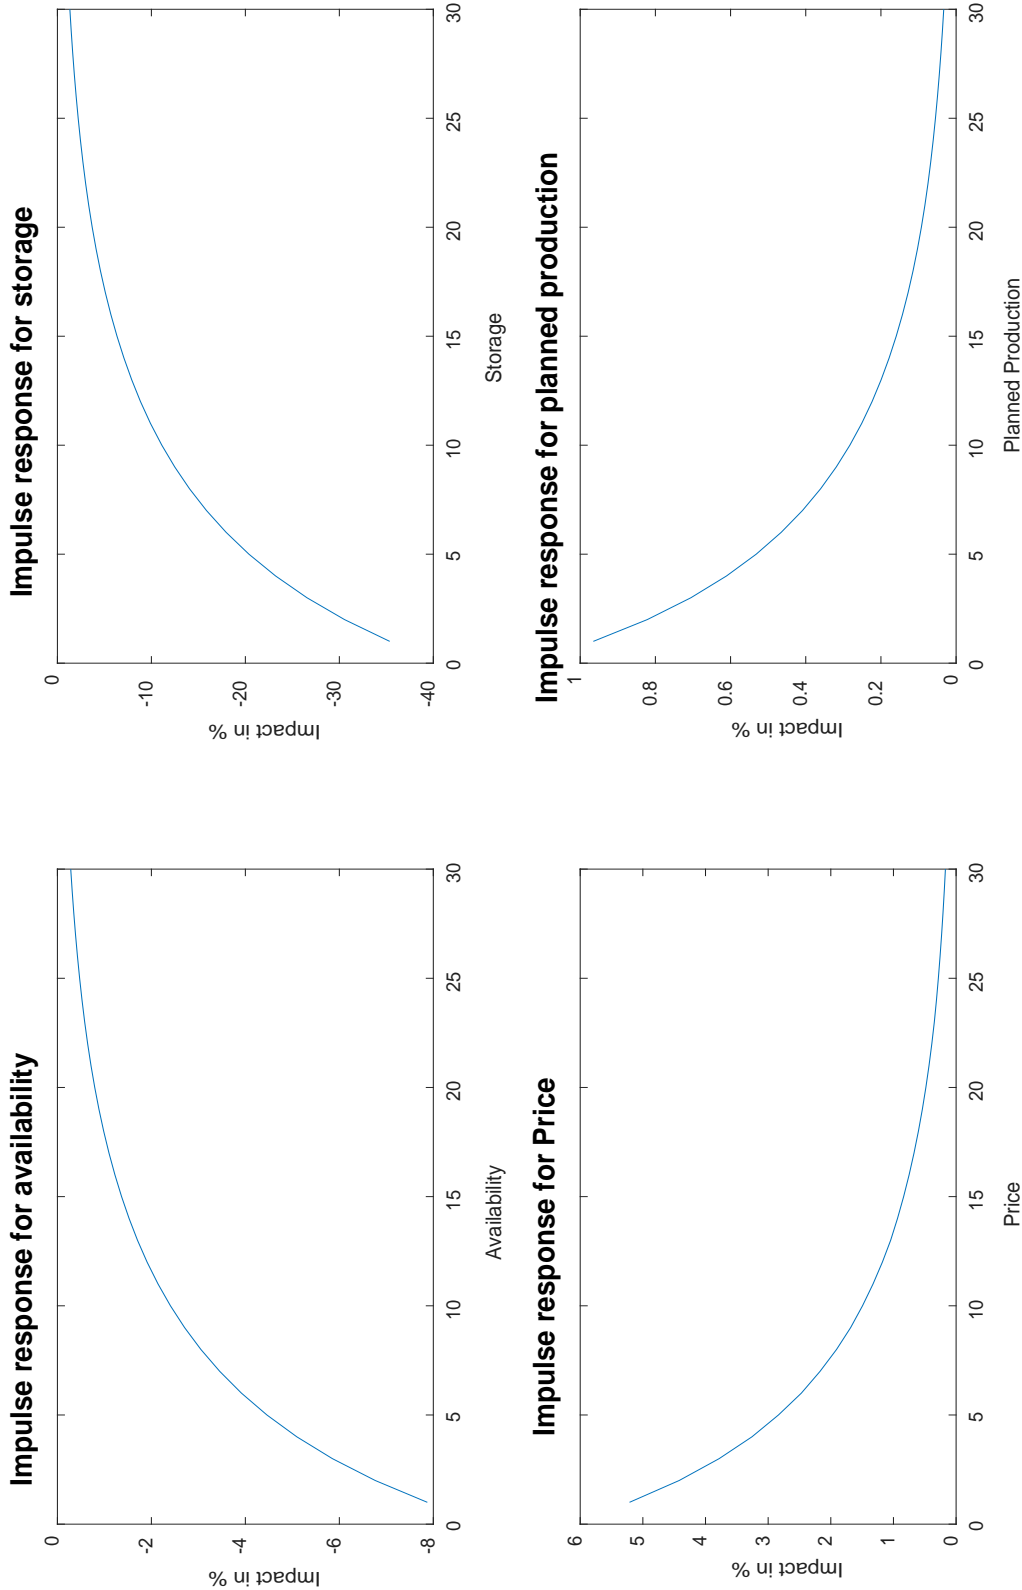 Impulse response for availability
0
-2
-4
-6
-8
Impact in %
0 5 10 15 20 25 30
Availability
Impulse response for storage
0
-10
-20
-30
-40
Impact in %
0 5 10 15 20 25 30
Storage
Impulse response for Price
6
5
4
3
2
1
0
Impact in %
0 5 10 15 20 25 30
Price
Impulse response for planned production
1
0.8
0.6
0.4
0.2
0
Impact in %
0 5 10 15 20 25 30
Planned Production